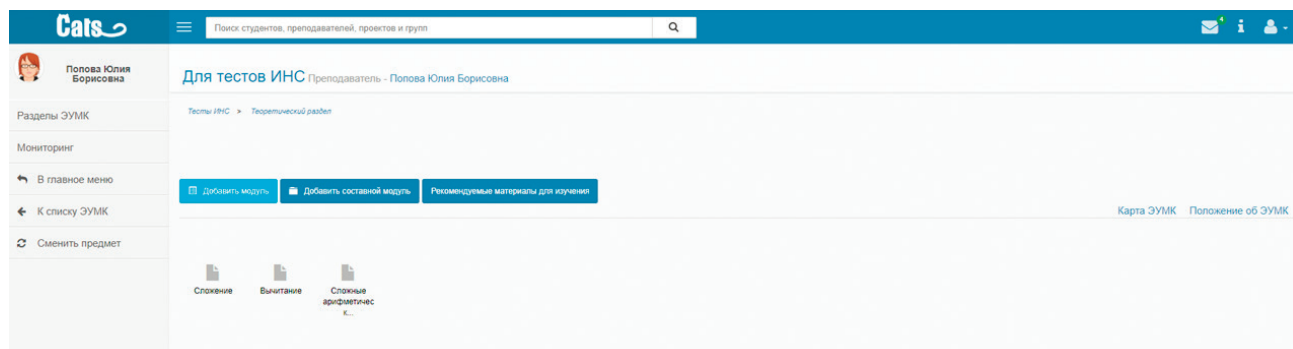 Cats
Поиск студентов, преподавателей, проектов и групп
4
Попова Юлия
Борисовна
Разделы ЭУМК
Мониторинг
В главное меню
К списку ЭУМК
Сменить предмет
Для тестов ИНС Преподаватель - Попова Юлия Борисовна
Тесты ИНС > Теоретический раздел
Добавить модуль
Добавить составной модуль
Рекомендуемые материалы для изучения
Карта ЭУМК Положение об ЭУМК
Сложение
Вычитание
Сложные
арифметичес
к...